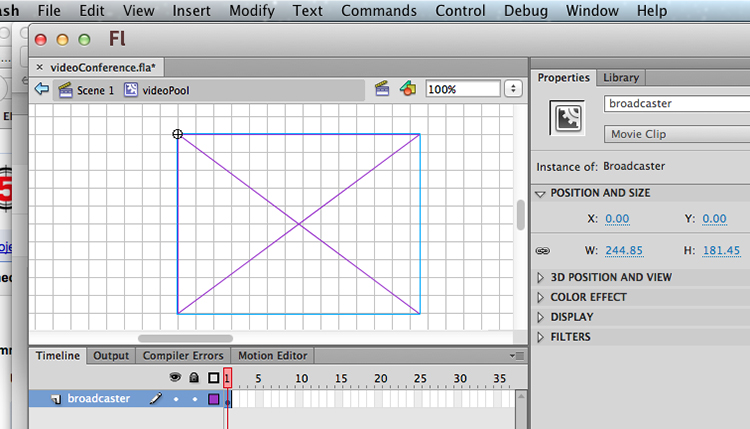 ash File Edit View Insert Modify Text Commands Control Debug Window Help
Fl
× videoConference.fla*
Scene 1 videoPool 100%
Properties Library
broadcaster
Movie Clip
Instance of: Broadcaster
POSITION AND SIZE
X: 0.00 Y: 0.00
W: 244.85 H: 181.45
3D POSITION AND VIEW
COLOR EFFECT
DISPLAY
FILTERS
Timeline Output Compiler Errors Motion Editor
1 5 10 15 20 25 30 35
broadcaster